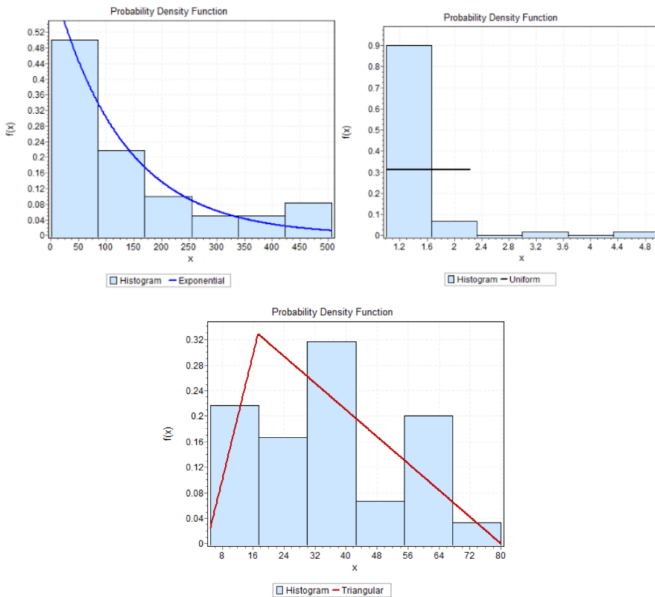 Probability Density Function
0.52
0.48
0.44
0.4
0.36
0.32
0.28
0.24
0.2
0.16
0.12
0.08
0.04
0
f(x)
0 50 100 150 200 250 300 350 400 450 500
x
Histogram Exponential
Probability Density Function
0.9
0.8
0.7
0.6
0.5
0.4
0.3
0.2
0.1
0
f(x)
1.2 1.6 2 2.4 2.8 3.2 3.6 4 4.4 4.8
x
Histogram Uniform
Probability Density Function
0.32
0.28
0.24
0.2
0.16
0.12
0.08
0.04
0
f(x)
8 16 24 32 40 48 56 64 72 80
x
Histogram Triangular